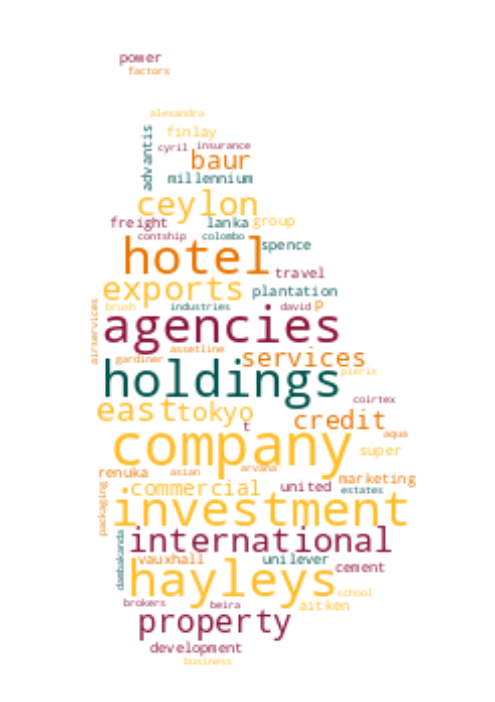 power
factors
alexandra
finlay
advantis
cyril insurance
baur
millennium
ceylon
freight lanka group
contship colombo
hotel spence
travel
exports plantation
brush industries david p
airservices
agencies
assetline
gardiner services
holdings pieris
coirtex
east tokyo credit
t aqua
company super
renuka asian arvana marketing
packaging commercial united estates
investment
international
dambakanda
vauxhall unilever cement
hayleys school
brokers beira aitken
property
development
business